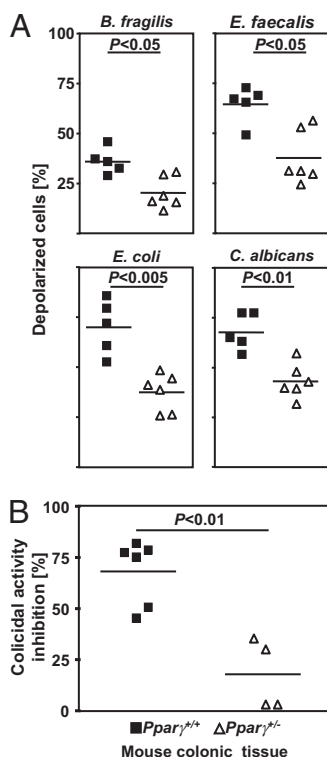 A
B. fragilis
E. faecalis
P<0.05
P<0.05
Depolarized cells [%]
100
75
50
25
E. coli
C. albicans
P<0.005
P<0.01
B
Colicidal activity
inhibition [%]
100
75
50
25
0
P<0.01
■Pparγ+/+ △Pparγ+/-
Mouse colonic tissue